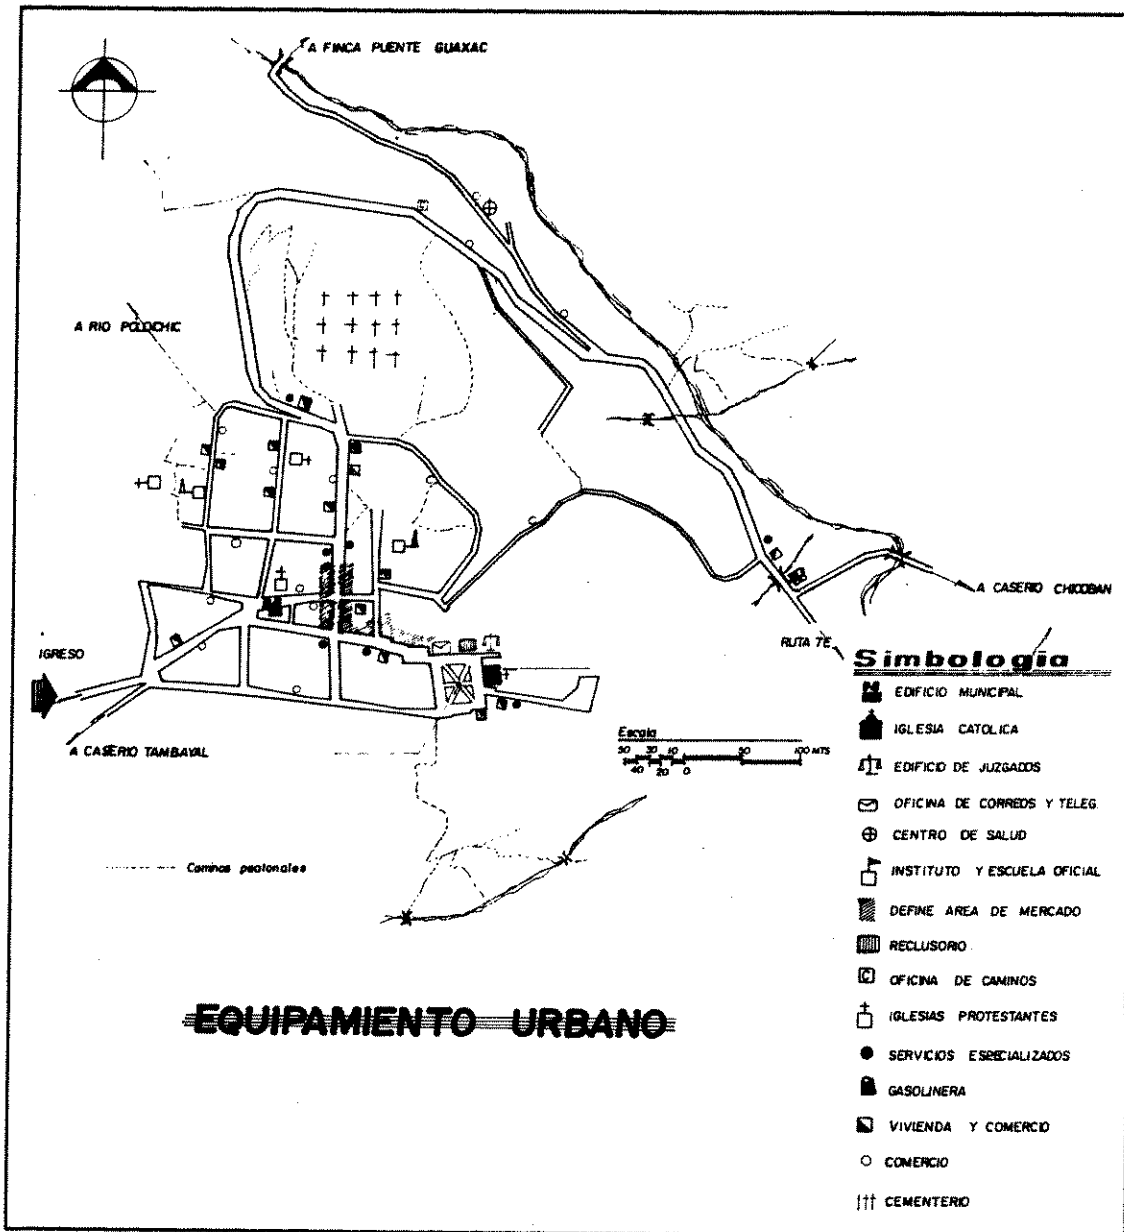 A FINCA PUENTE GUAXAC
A RIO POLOCHIC
A CASERIO CHICOBAN
RUTA 7E
IGRESO
A CASERIO TAMBAYAL
Escala
50 30 10 50 100 MTS
40 20 0
Caminos peatonales
EQUIPAMIENTO URBANO
Simbologia
M EDIFICIO MUNICIPAL
IGLESIA CATOLICA
EDIFICIO DE JUZGADOS
OFICINA DE CORREOS Y TELEG.
CENTRO DE SALUD
INSTITUTO Y ESCUELA OFICIAL
DEFINE AREA DE MERCADO
RECLUSORIO
C OFICINA DE CAMINOS
IGLESIAS PROTESTANTES
SERVICIOS ESPECIALIZADOS
GASOLINERA
VIVIENDA Y COMERCIO
COMERCIO
CEMENTERIO